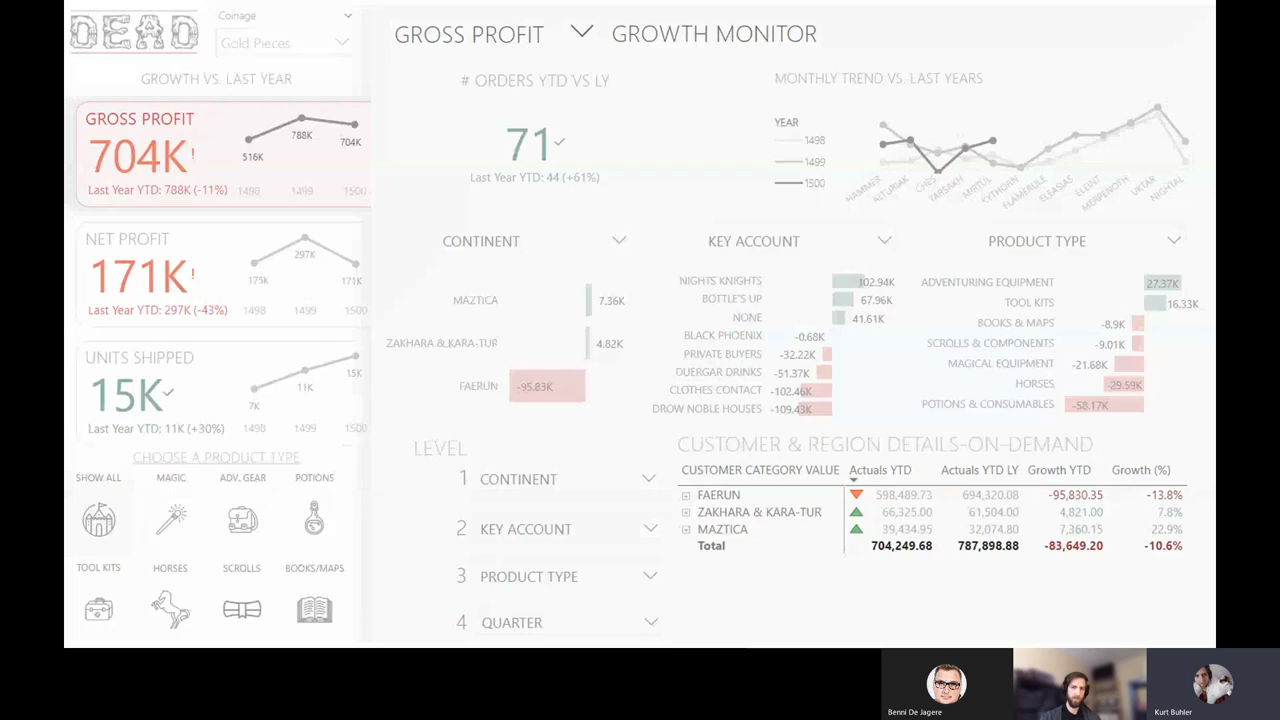 DEAD
Coinage
Gold Pieces
GROWTH VS. LAST YEAR
GROSS PROFIT
704K!
516K
788K
704K
Last Year YTD: 788K (-11%)
1498 1499 1500
NET PROFIT
171K!
175K
297K
171K
Last Year YTD: 297K (-43%)
1498 1499 1500
UNITS SHIPPED
15K✓
7K
11K
15K
Last Year YTD: 11K (+30%)
1498 1499 1500
CHOOSE A PRODUCT TYPE
SHOW ALL MAGIC ADV. GEAR POTIONS
TOOL KITS HORSES SCROLLS BOOKS/MAPS
GROSS PROFIT GROWTH MONITOR
# ORDERS YTD VS LY
71✓
Last Year YTD: 44 (+61%)
MONTHLY TREND VS. LAST YEARS
YEAR
1498
1499
1500
HAMMER ALTURIAK CHES TARSAKH MIRTUL KYTHORN FLAMERULE ELEASIAS ELEINT MERPENOTH UKTAR NIGHTAL
CONTINENT
MAZTICA 7.36K
ZAKHARA & KARA-TUR 4.82K
FAERUN -95.83K
KEY ACCOUNT
NIGHTS KNIGHTS 102.94K
BOTTLE'S UP 67.96K
NONE 41.61K
BLACK PHOENIX -0.68K
PRIVATE BUYERS -32.22K
DUERGAR DRINKS -51.37K
CLOTHES CONTACT -102.46K
DROW NOBLE HOUSES -109.43K
PRODUCT TYPE
ADVENTURING EQUIPMENT 27.37K
TOOL KITS 16.33K
BOOKS & MAPS -8.9K
SCROLLS & COMPONENTS -9.01K
MAGICAL EQUIPMENT -21.68K
HORSES -29.59K
POTIONS & CONSUMABLES -58.17K
LEVEL
1 CONTINENT
2 KEY ACCOUNT
3 PRODUCT TYPE
4 QUARTER
CUSTOMER & REGION DETAILS-ON-DEMAND
CUSTOMER CATEGORY VALUE Actuals YTD Actuals YTD LY Growth YTD Growth (%)
FAERUN 598,489.73 694,320.08 -95,830.35 -13.8%
ZAKHARA & KARA-TUR 66,325.00 61,504.00 4,821.00 7.8%
MAZTICA 39,434.95 32,074.80 7,360.15 22.9%
Total 704,249.68 787,898.88 -83,649.20 -10.6%
Benni De Jagere
Kurt Buhler